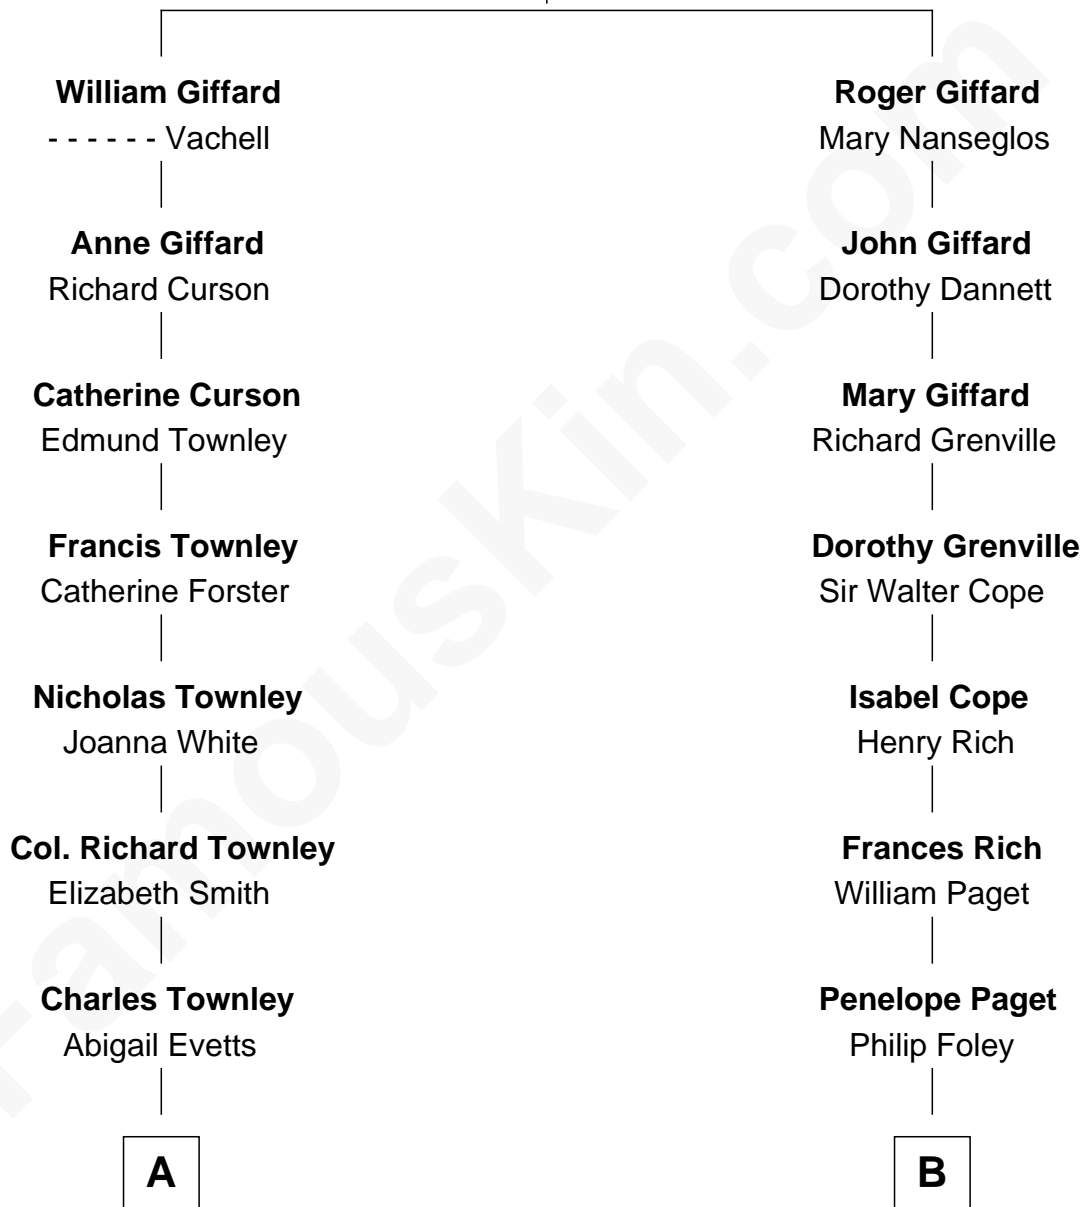 William Giffard
- - - - - - Vachell
Anne Giffard
Richard Curson
Catherine Curson
Edmund Townley
Francis Townley
Catherine Forster
Nicholas Townley
Joanna White
Col. Richard Townley
Elizabeth Smith
Charles Townley
Abigail Evetts
A
Roger Giffard
Mary Nanseglos
John Giffard
Dorothy Dannett
Mary Giffard
Richard Grenville
Dorothy Grenville
Sir Walter Cope
Isabel Cope
Henry Rich
Frances Rich
William Paget
Penelope Paget
Philip Foley
B
FamousKin.com